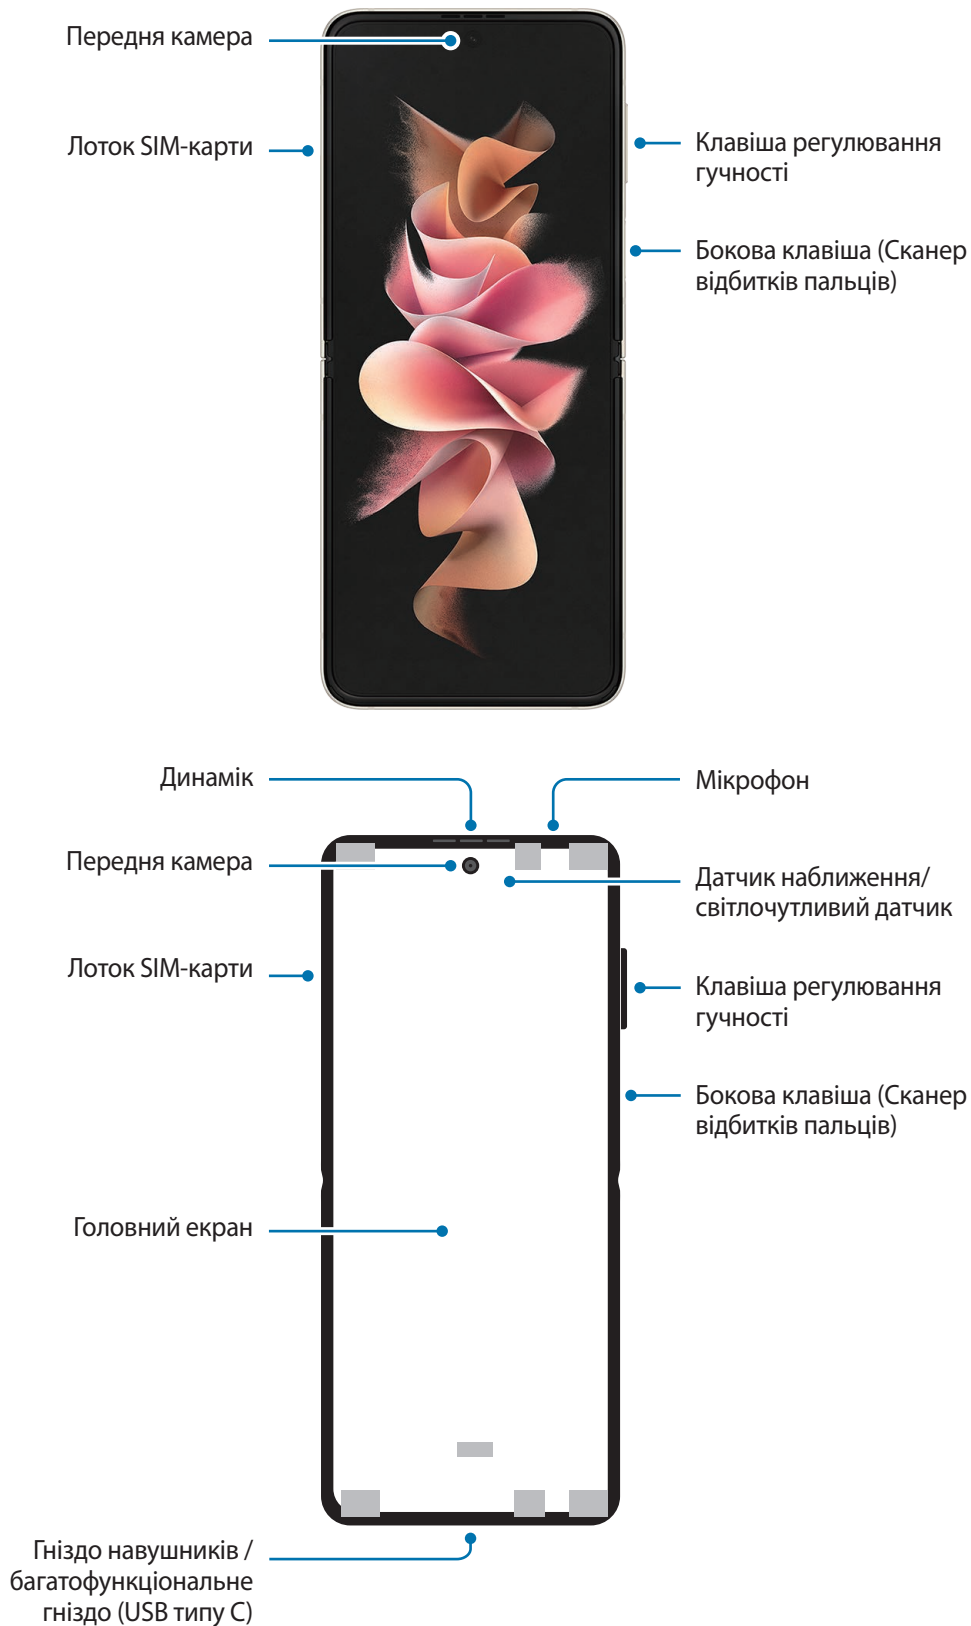 Передня камера
Лоток SIM-карти
Клавіша регулювання
гучності
Бокова клавіша (Сканер
відбитків пальців)
Динамік
Мікрофон
Передня камера
Датчик наближення/
світлочутливий датчик
Лоток SIM-карти
Клавіша регулювання
гучності
Бокова клавіша (Сканер
відбитків пальців)
Головний екран
Гніздо навушників /
багатофункціональне
гніздо (USB типу C)